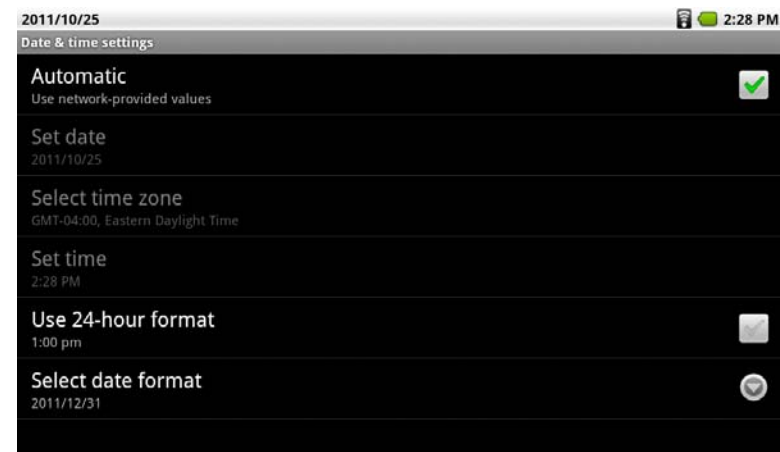 2011/10/25 2:28 PM
Date & time settings
Automatic
Use network-provided values
Set date
2011/10/25
Select time zone
GMT-04:00, Eastern Daylight Time
Set time
2:28 PM
Use 24-hour format
1:00 pm
Select date format
2011/12/31